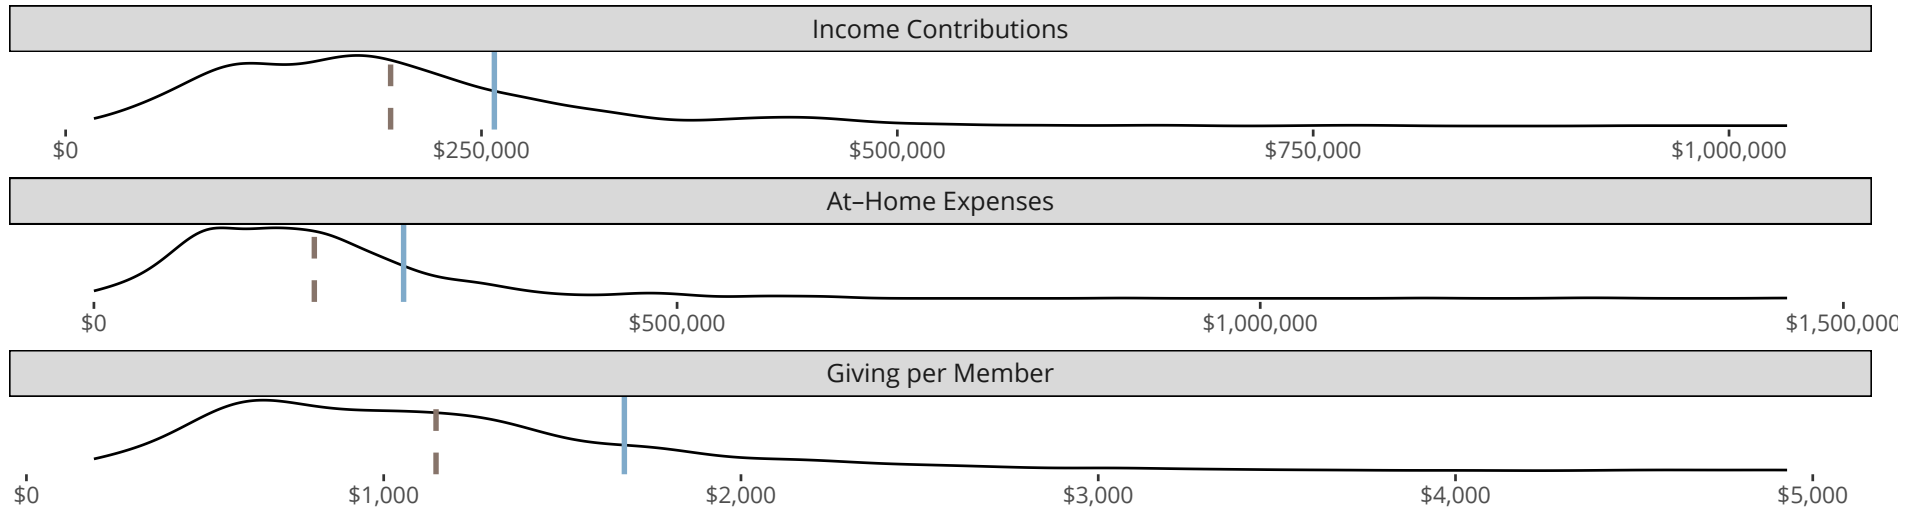 Income Contributions
$0 $250,000 $500,000 $750,000 $1,000,000
At–Home Expenses
$0 $500,000 $1,000,000 $1,500,000
Giving per Member
$0 $1,000 $2,000 $3,000 $4,000 $5,000